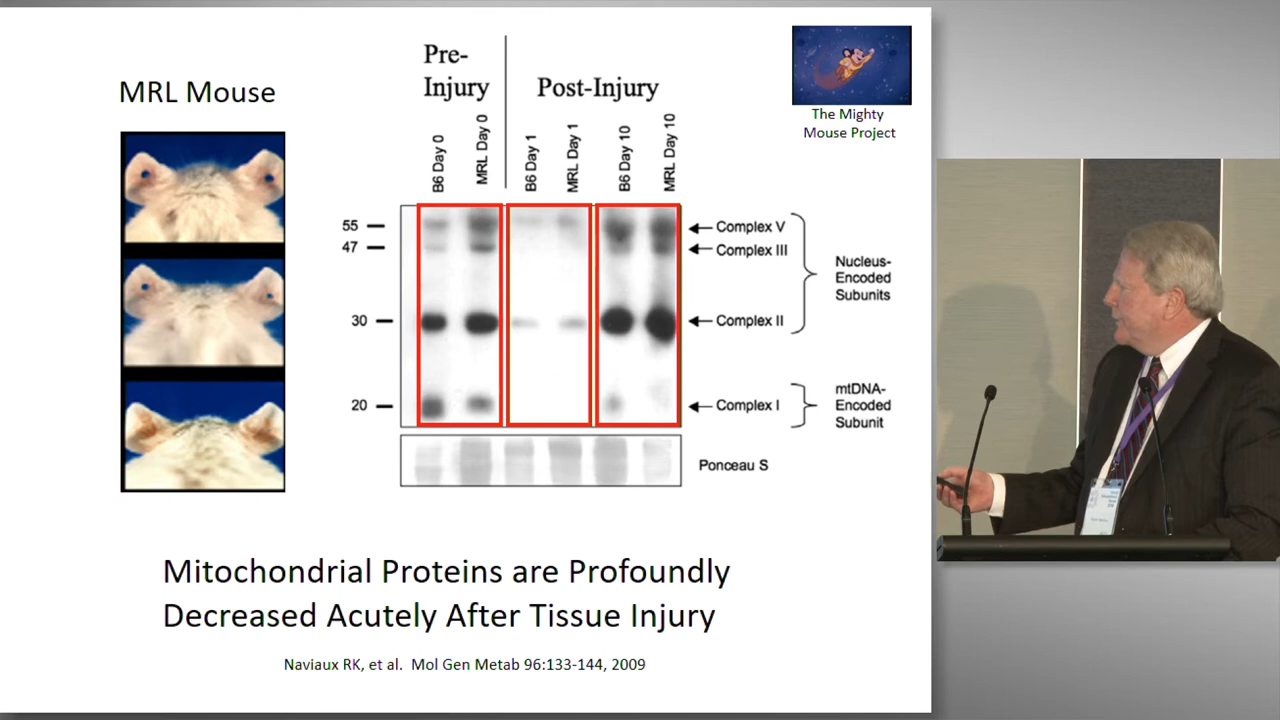 MRL Mouse
Pre-
Injury
Post-Injury
The Mighty
Mouse Project
B6 Day 0
MRL Day 0
B6 Day 1
MRL Day 1
B6 Day 10
MRL Day 10
55
47
30
20
Complex V
Complex III
Complex II
Complex I
Nucleus-
Encoded
Subunits
mtDNA-
Encoded
Subunit
Ponceau S
Mitochondrial Proteins are Profoundly
Decreased Acutely After Tissue Injury
Naviaux RK, et al. Mol Gen Metab 96:133-144, 2009